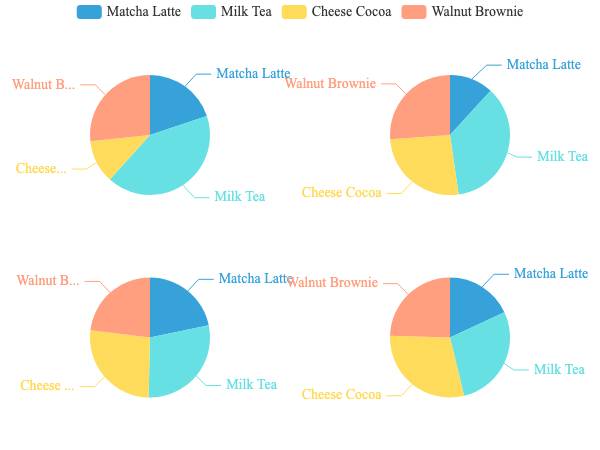 Matcha Latte Milk Tea Cheese Cocoa Walnut Brownie
Matcha Latte
Walnut B...
Cheese...
Milk Tea
Matcha Latte
Walnut Brownie
Milk Tea
Cheese Cocoa
Matcha Latte
Walnut B...
Cheese ...
Milk Tea
Matcha Latte
Walnut Brownie
Milk Tea
Cheese Cocoa